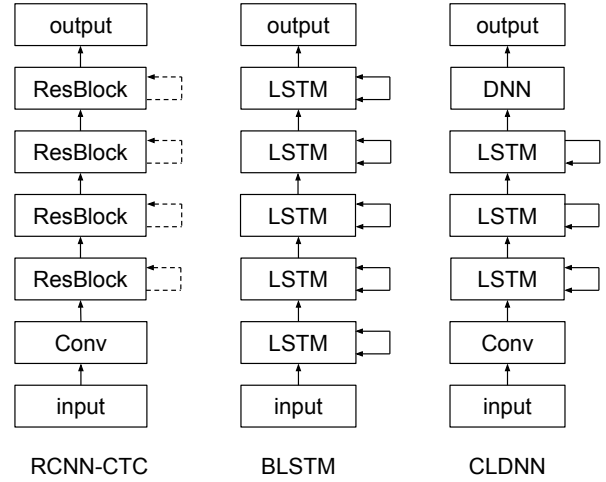 output
ResBlock
ResBlock
ResBlock
ResBlock
Conv
input
RCNN-CTC
output
LSTM
LSTM
LSTM
LSTM
LSTM
input
BLSTM
output
DNN
LSTM
LSTM
LSTM
Conv
input
CLDNN